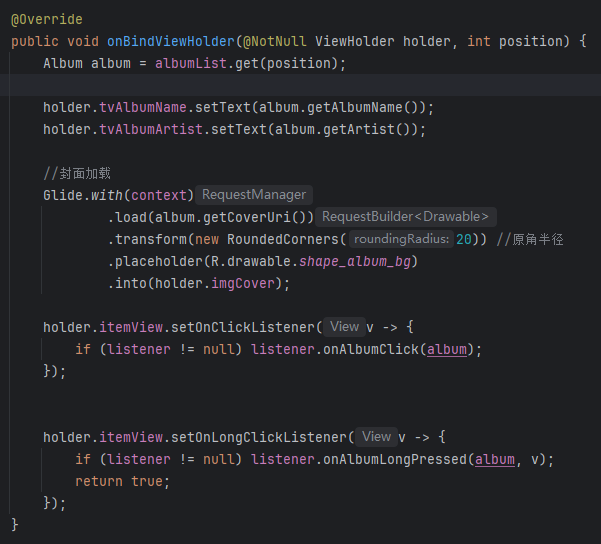 @Override
public void onBindViewHolder(@NotNull ViewHolder holder, int position) {
    Album album = albumList.get(position);

    holder.tvAlbumName.setText(album.getAlbumName());
    holder.tvAlbumArtist.setText(album.getArtist());

    //封面加载
    Glide.with(context) RequestManager
            .load(album.getCoverUri()) RequestBuilder<Drawable>
            .transform(new RoundedCorners( roundingRadius: 20)) //原角半径
            .placeholder(R.drawable.shape_album_bg)
            .into(holder.imgCover);

    holder.itemView.setOnClickListener( View v -> {
        if (listener != null) listener.onAlbumClick(album);
    });


    holder.itemView.setOnLongClickListener( View v -> {
        if (listener != null) listener.onAlbumLongPressed(album, v);
        return true;
    });
}